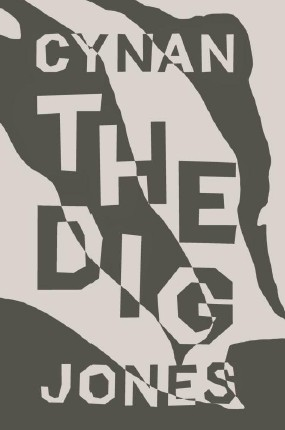 CYNAN
THE
DIG
JONES